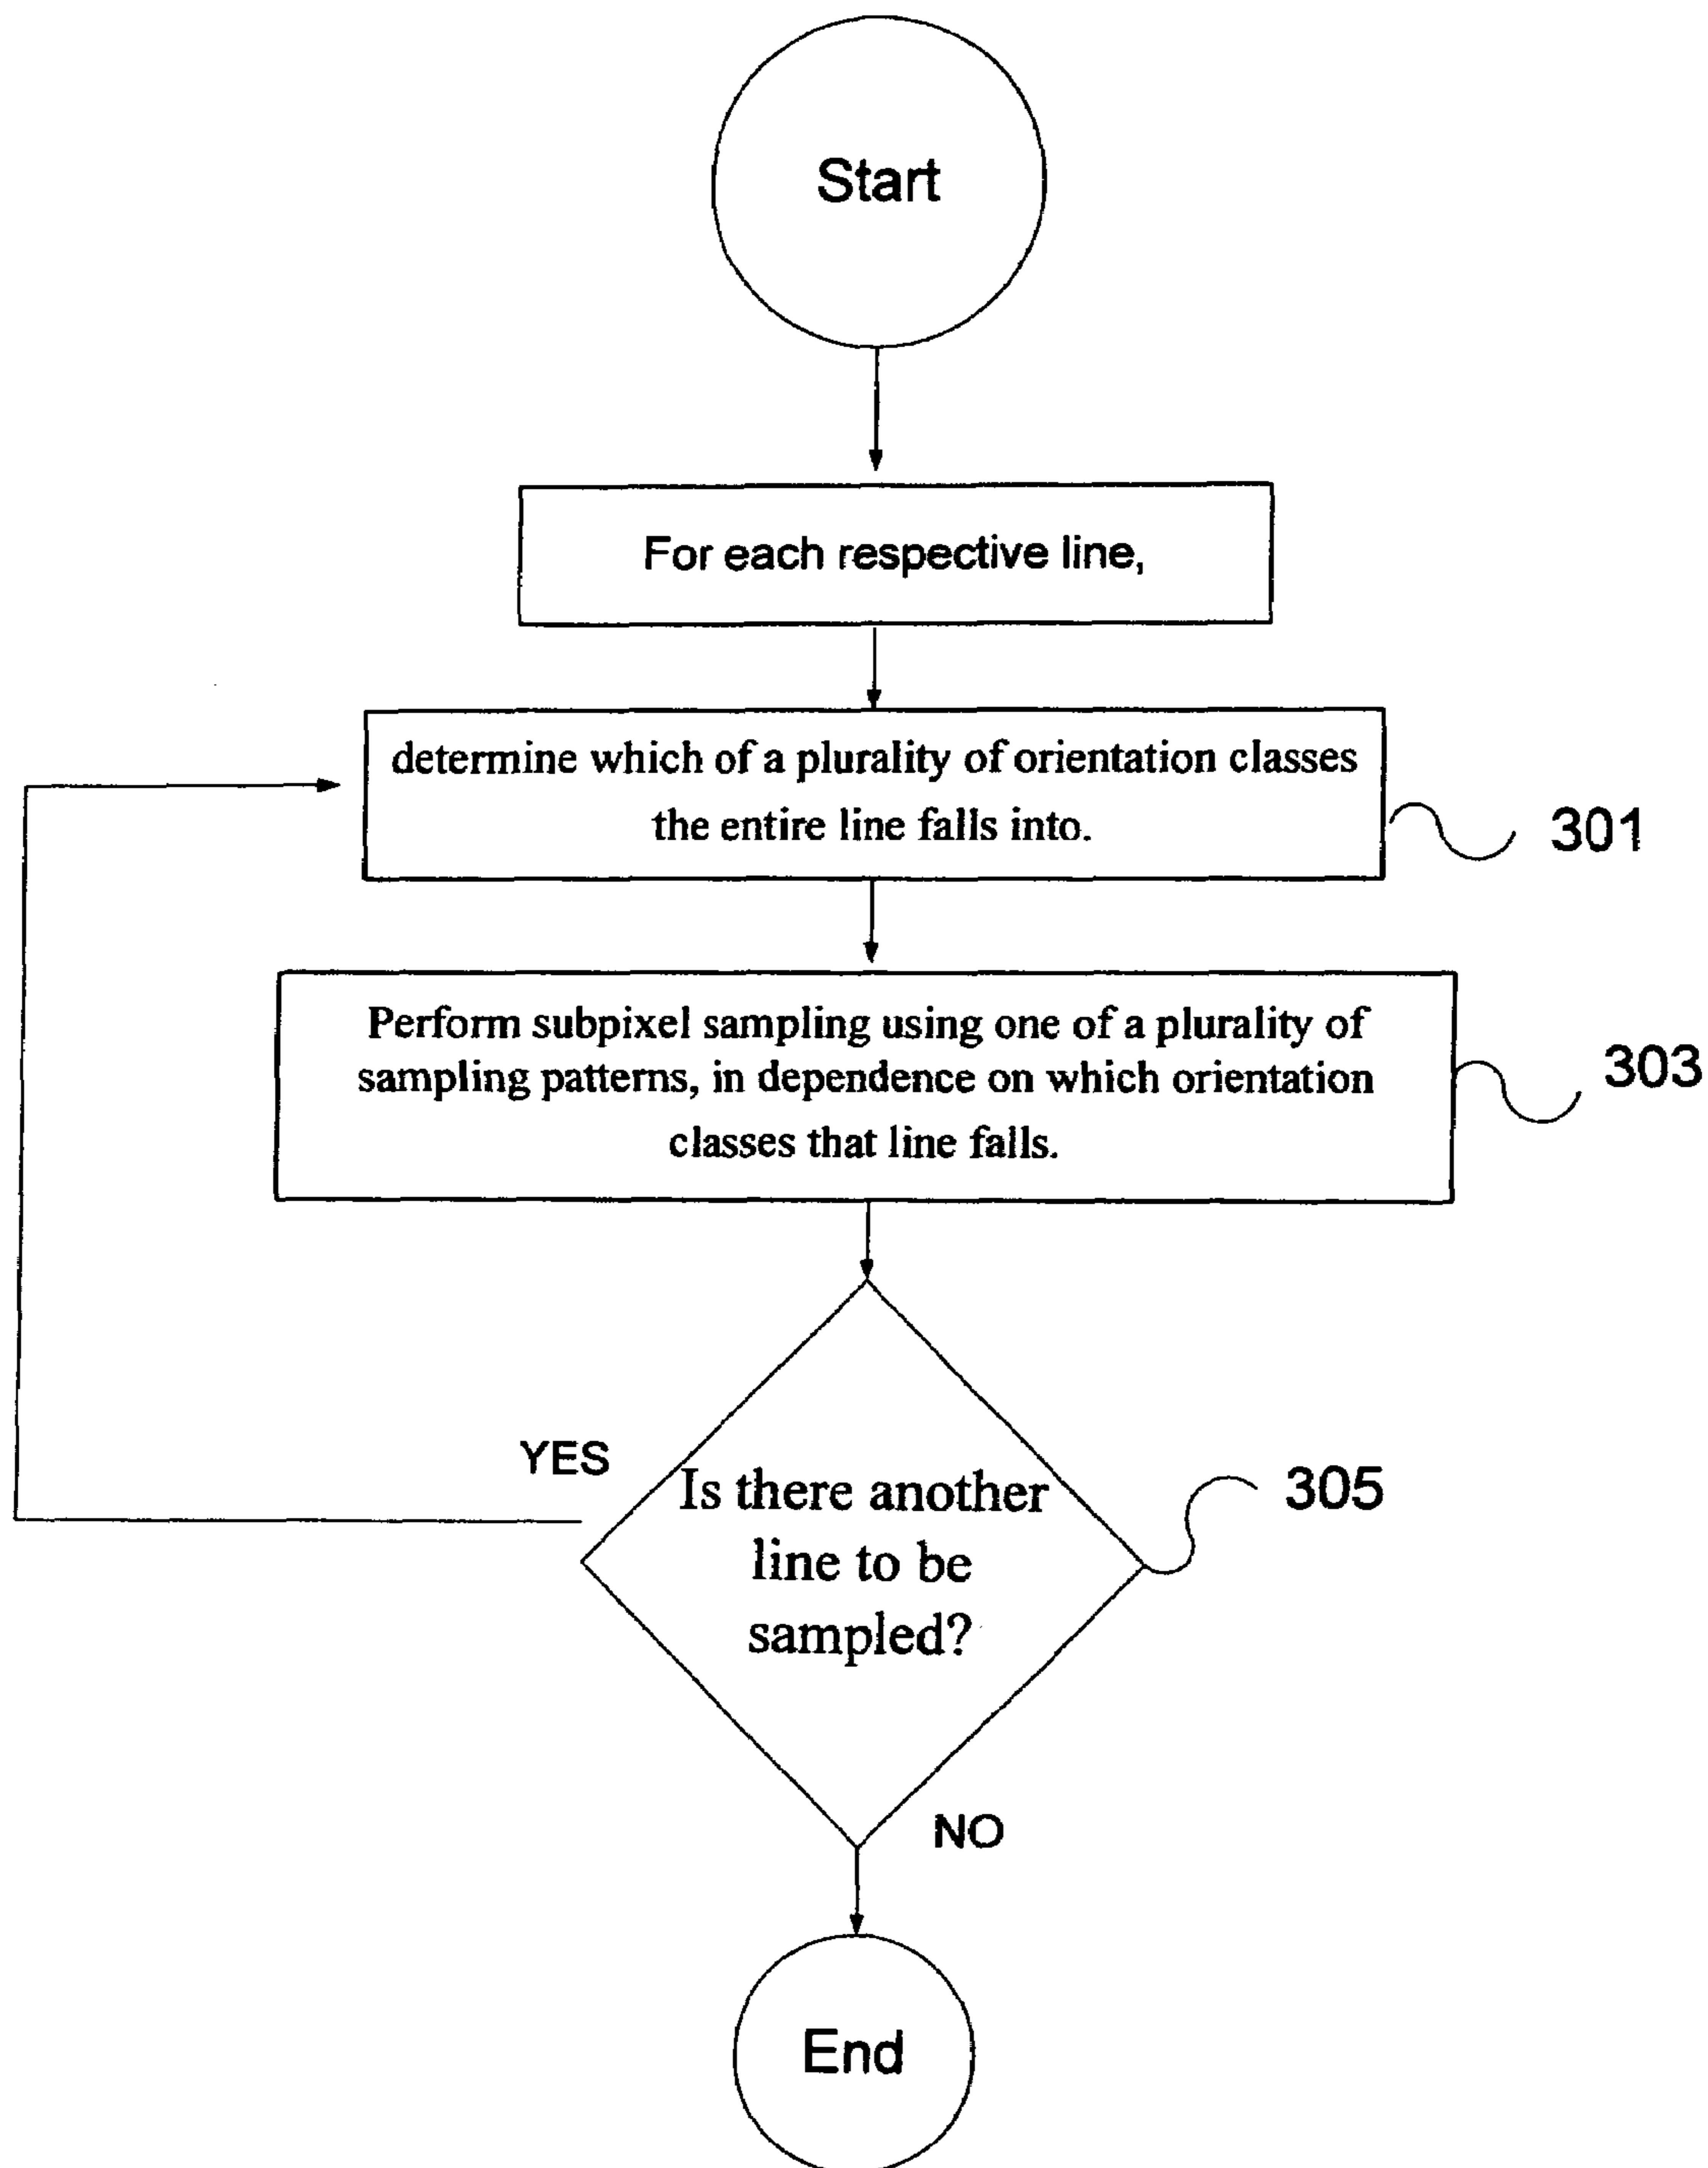 Start
For each respective line,
determine which of a plurality of orientation classes
the entire line falls into.
301
Perform subpixel sampling using one of a plurality of
sampling patterns, in dependence on which orientation
classes that line falls.
303
YES
Is there another
line to be
sampled?
305
NO
End